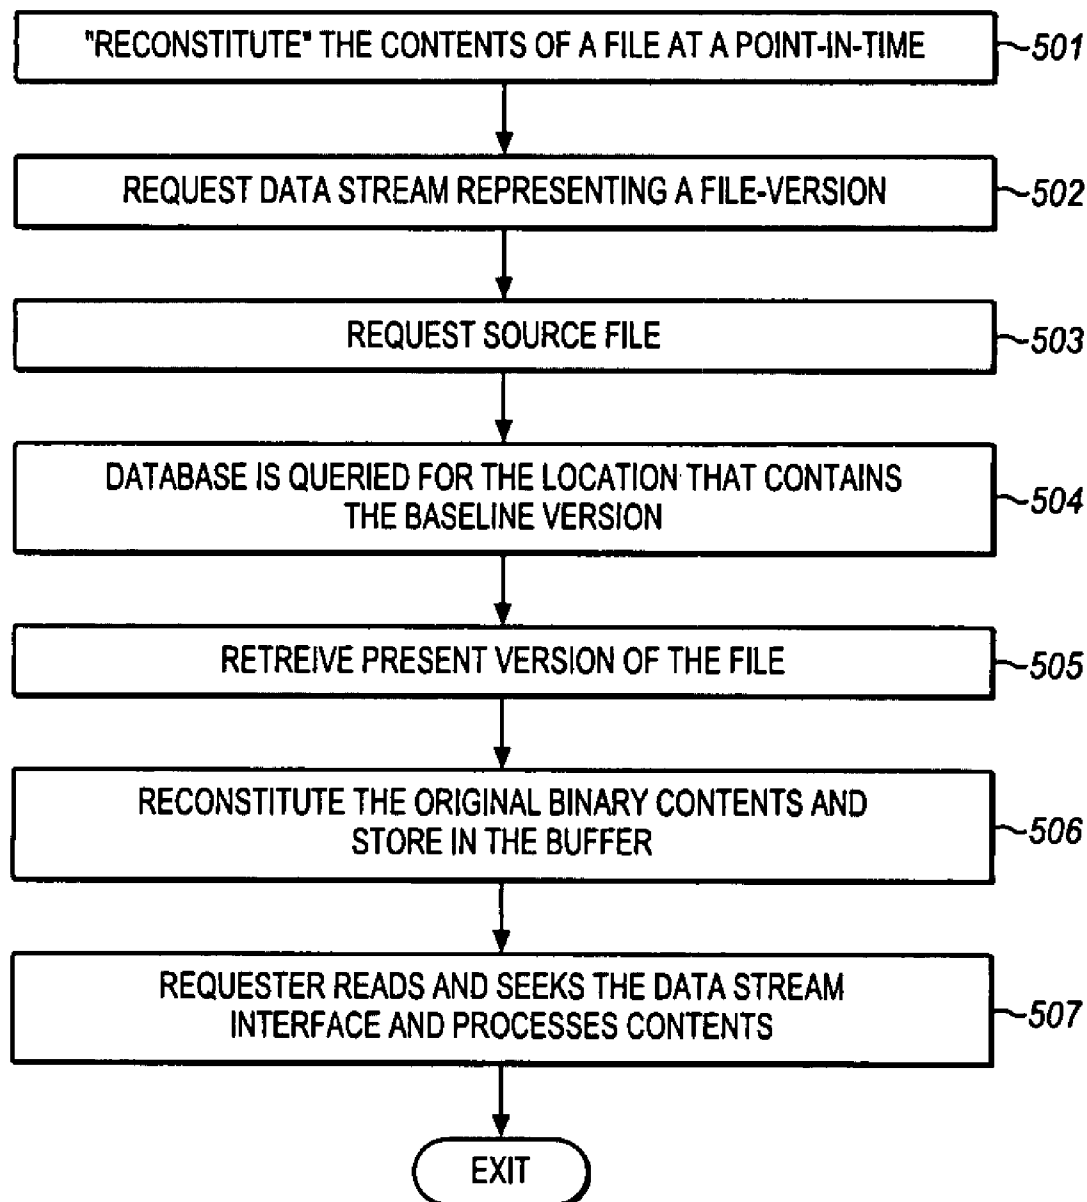 "RECONSTITUTE" THE CONTENTS OF A FILE AT A POINT-IN-TIME
501
REQUEST DATA STREAM REPRESENTING A FILE-VERSION
502
REQUEST SOURCE FILE
503
DATABASE IS QUERIED FOR THE LOCATION THAT CONTAINS
THE BASELINE VERSION
504
RETREIVE PRESENT VERSION OF THE FILE
505
RECONSTITUTE THE ORIGINAL BINARY CONTENTS AND
STORE IN THE BUFFER
506
REQUESTER READS AND SEEKS THE DATA STREAM
INTERFACE AND PROCESSES CONTENTS
507
EXIT